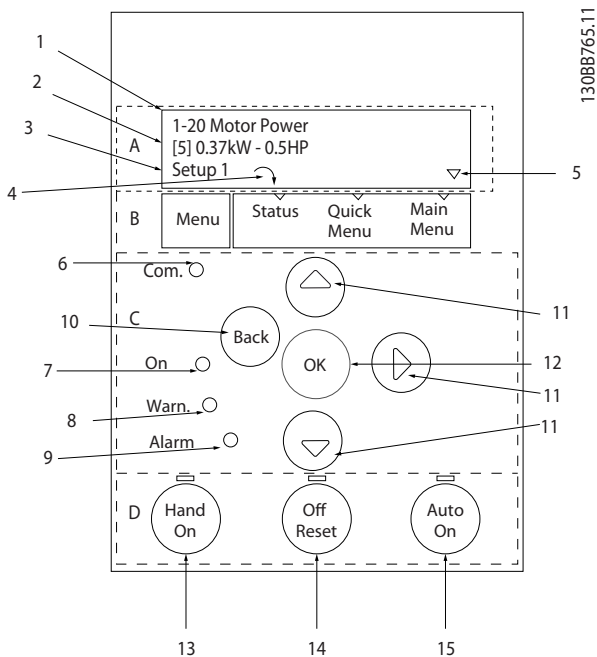 130BB765.11
1
2
3
4
A
1-20 Motor Power
[5] 0.37kW - 0.5HP
Setup 1
5
B
Menu
Status
Quick
Menu
Main
Menu
6
Com.
C
11
10
Back
OK
12
7
On
11
8
Warn.
11
9
Alarm
D
Hand
On
Off
Reset
Auto
On
13
14
15